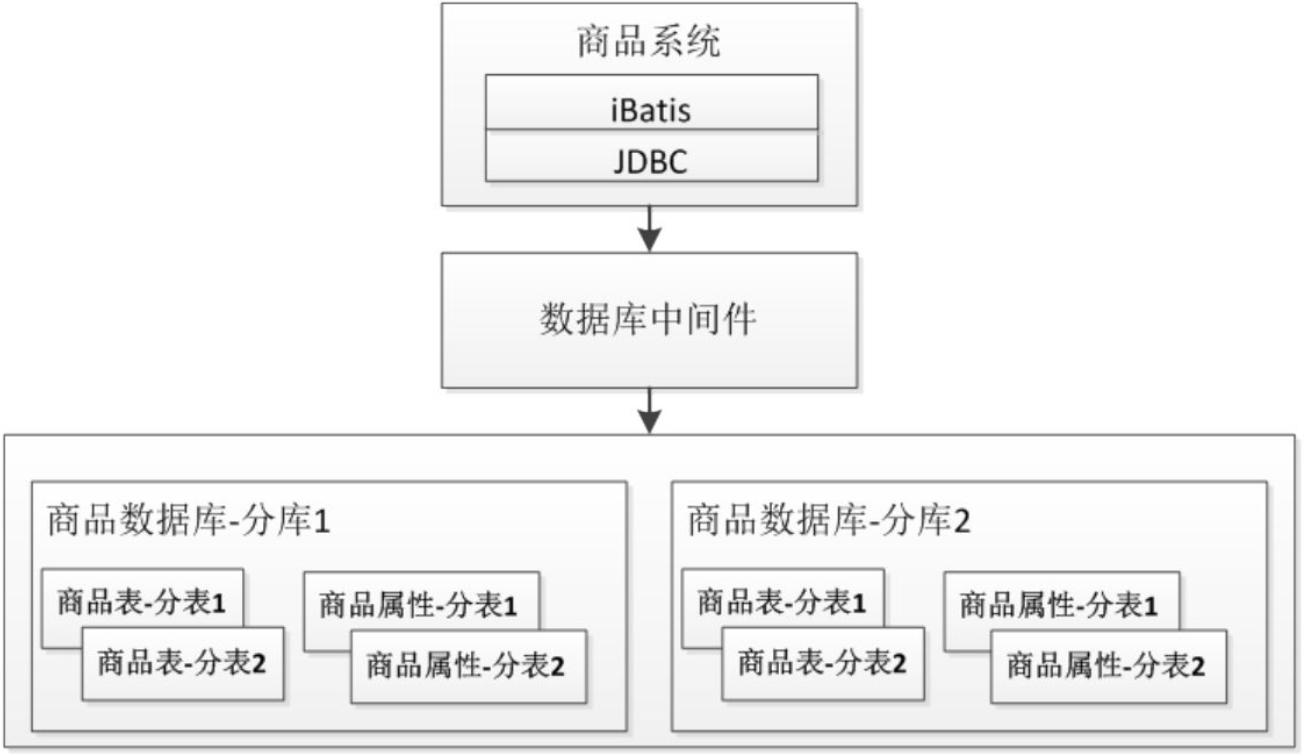 商品系统
iBatis
JDBC
数据库中间件
商品数据库-分库1
商品表-分表1
商品表-分表2
商品属性-分表1
商品属性-分表2
商品数据库-分库2
商品表-分表1
商品表-分表2
商品属性-分表1
商品属性-分表2